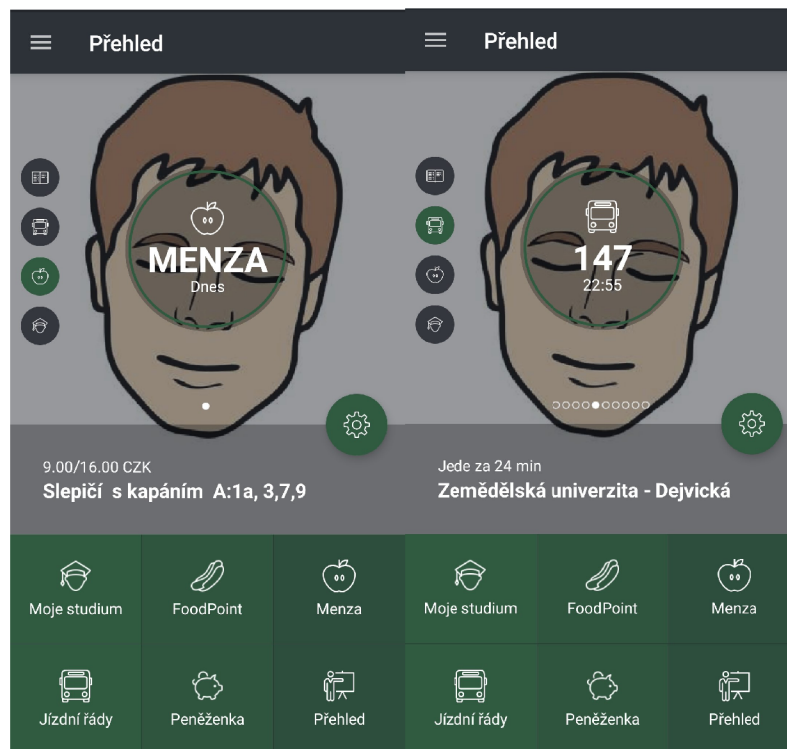 Přehled
MENZA
Dnes
9.00/16.00 CZK
Slepičí  s kapáním  A:1a, 3,7,9
Moje studium
FoodPoint
Menza
Jízdní řády
Peněženka
Přehled
Přehled
147
22:55
Jede za 24 min
Zemědělská univerzita - Dejvická
Moje studium
FoodPoint
Menza
Jízdní řády
Peněženka
Přehled